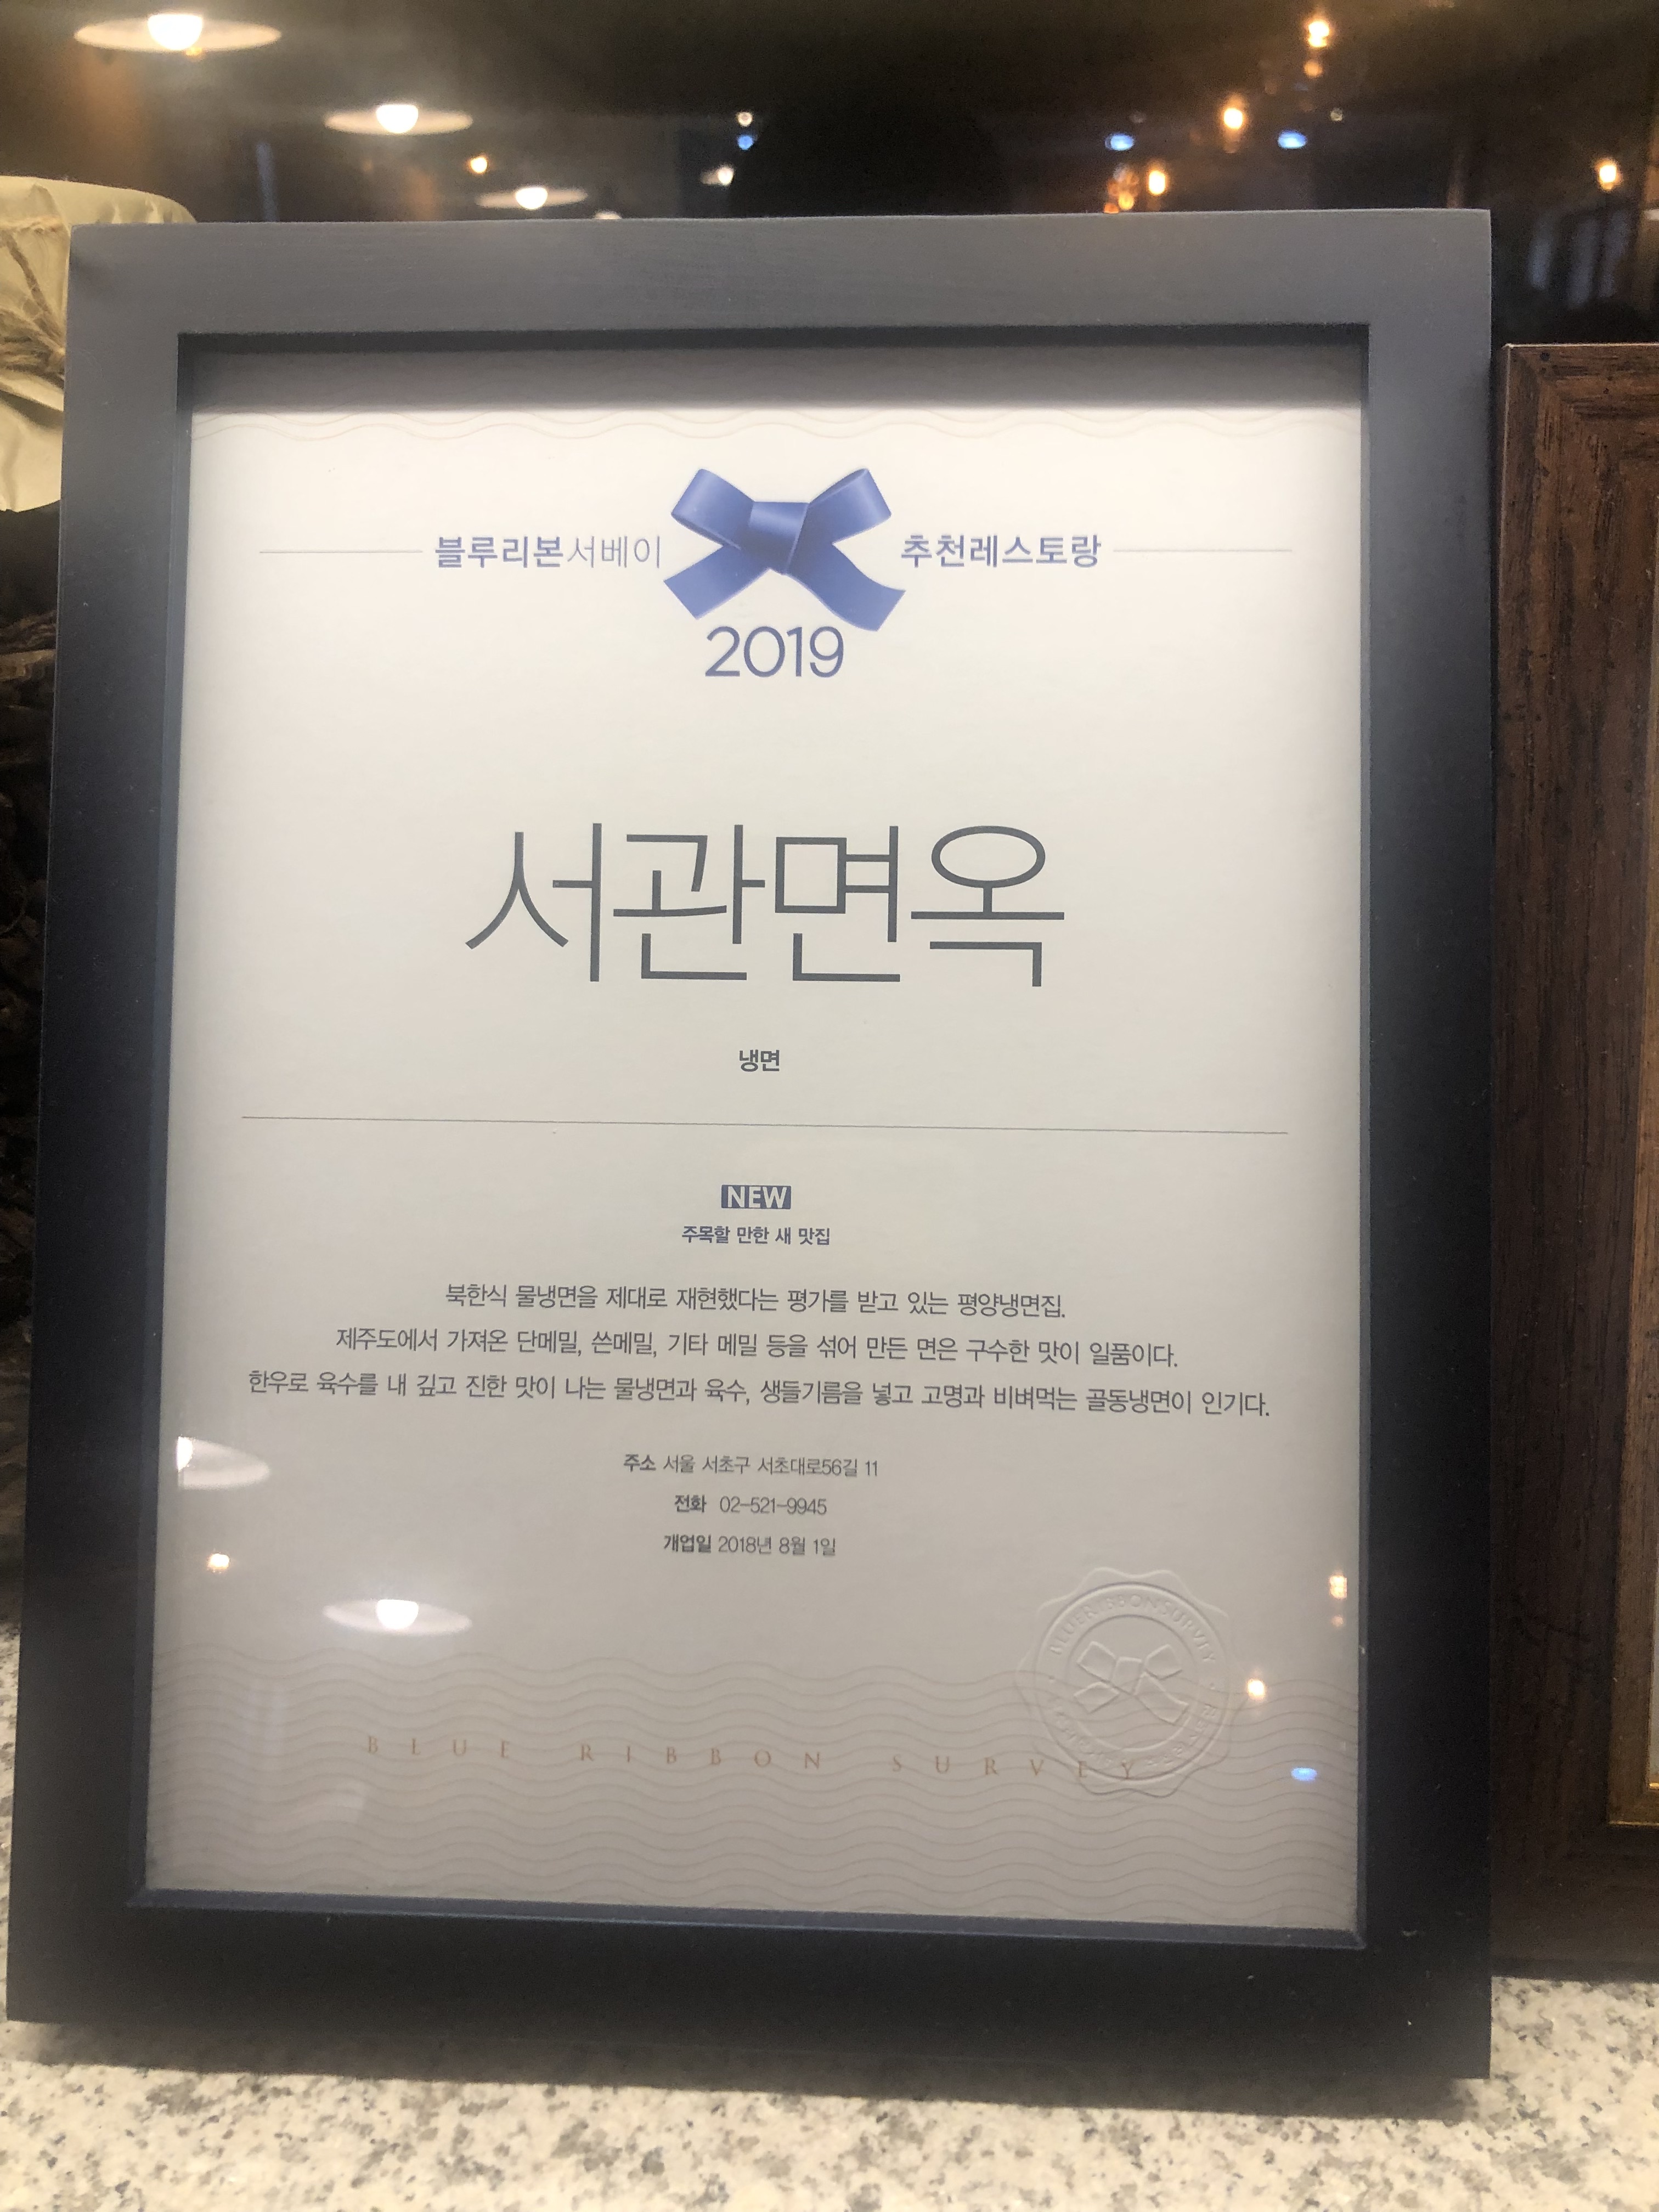 블루리본서베이 추천레스토랑
2019
서관면옥
냉면
NEW
주목할 만한 새 맛집
북한식 물냉면을 제대로 재현했다는 평가를 받고 있는 평양냉면집.
제주도에서 가져온 단메밀, 쓴메밀, 기타 메밀 등을 섞어 만든 면은 구수한 맛이 일품이다.
한우로 육수를 내 깊고 진한 맛이 나는 물냉면과 육수, 생들기름을 넣고 고명과 비벼먹는 골동냉면이 인기다.
주소 서울 서초구 서초대로56길 11
전화 02-521-9945
개업일 2018년 8월 1일
BLUE RIBBON SURVEY
BLUE RIBBON SURVEY